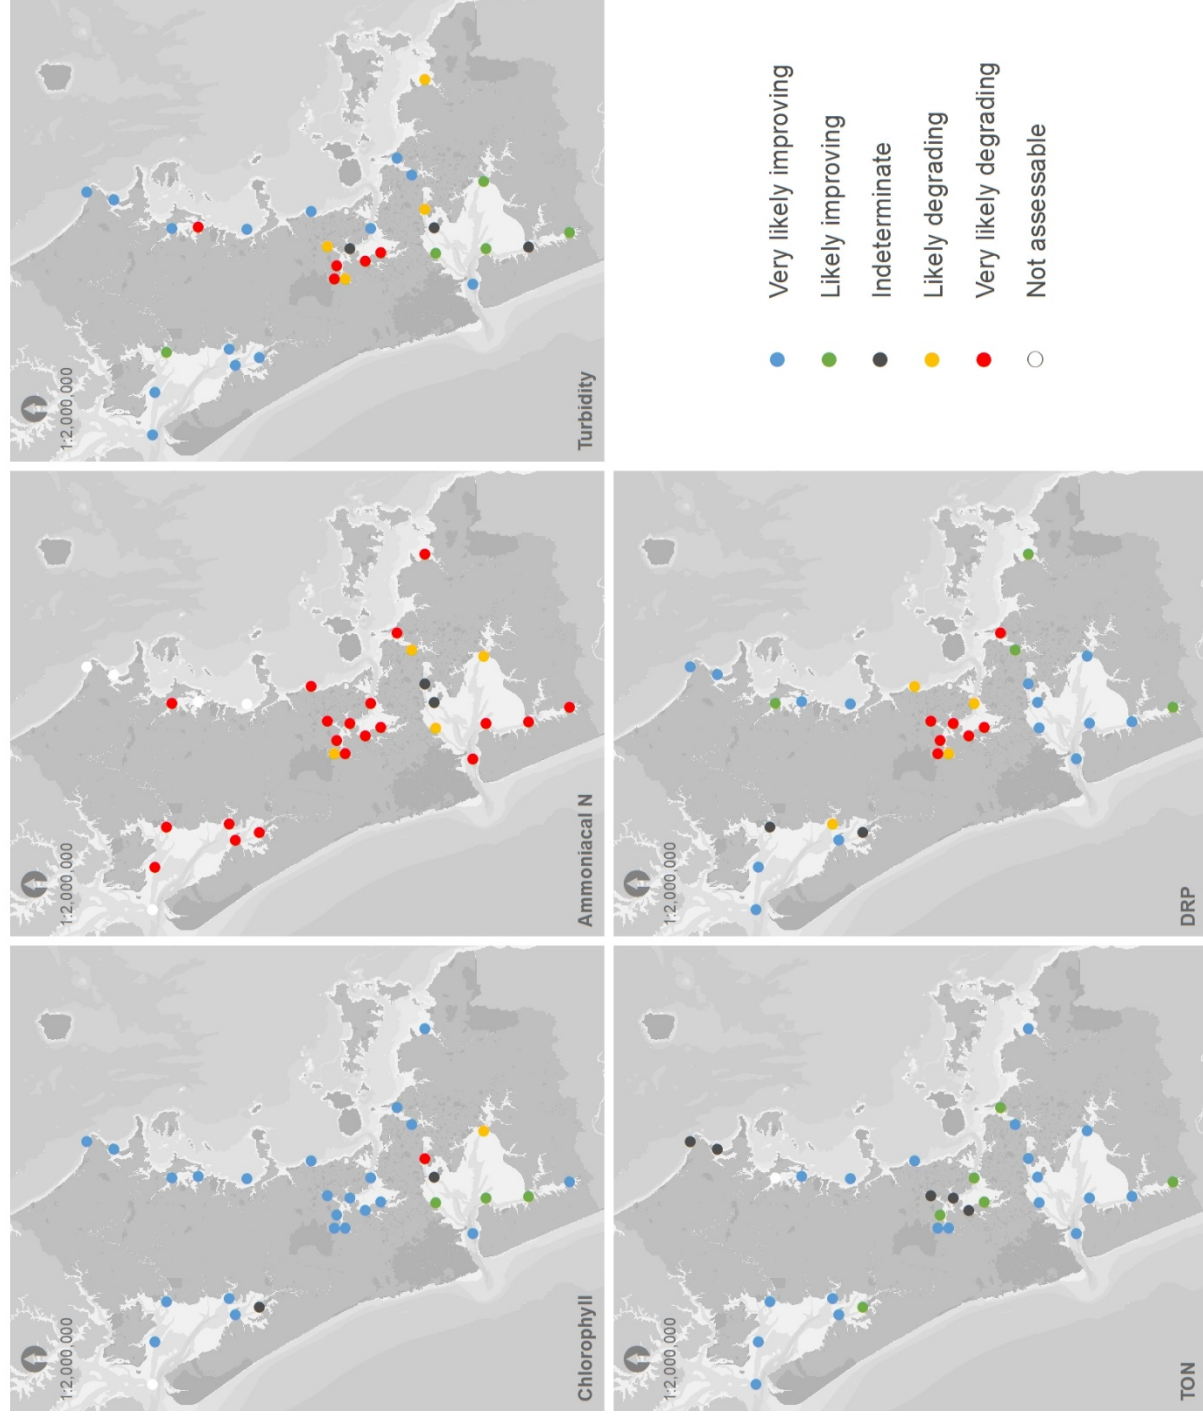 1:2,000,000
Chlorophyll
1:2,000,000
Ammoniacal N
1:2,000,000
Turbidity
1:2,000,000
TON
1:2,000,000
DRP
Very likely improving
Likely improving
Indeterminate
Likely degrading
Very likely degrading
Not assessable